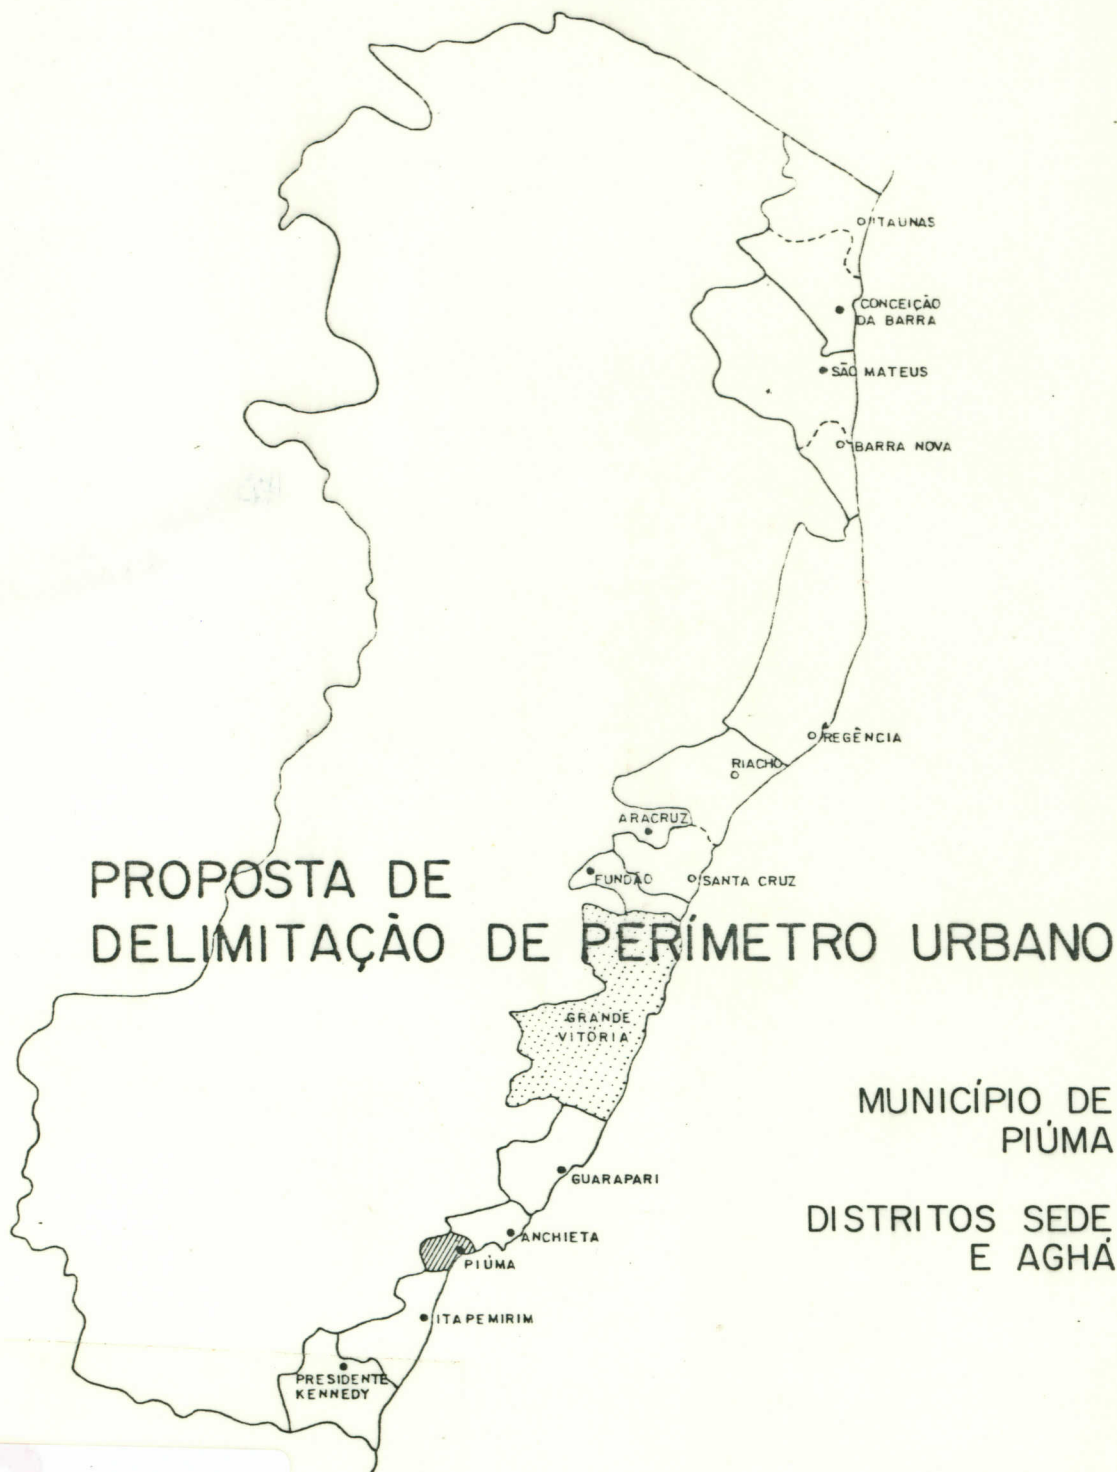 ITAUNAS
CONCEIÇÃO
DA BARRA
SÃO MATEUS
BARRA NOVA
REGÊNCIA
RIACHO
ARACRUZ
FUNDÃO
SANTA CRUZ
PROPOSTA DE
DELIMITAÇÃO DE PERÍMETRO URBANO
GRANDE
VITÓRIA
MUNICÍPIO DE
PIÚMA
GUARAPARI
DISTRITOS SEDE
E AGHÁ
ANCHIETA
PIÚMA
ITAPEMIRIM
PRESIDENTE
KENNEDY